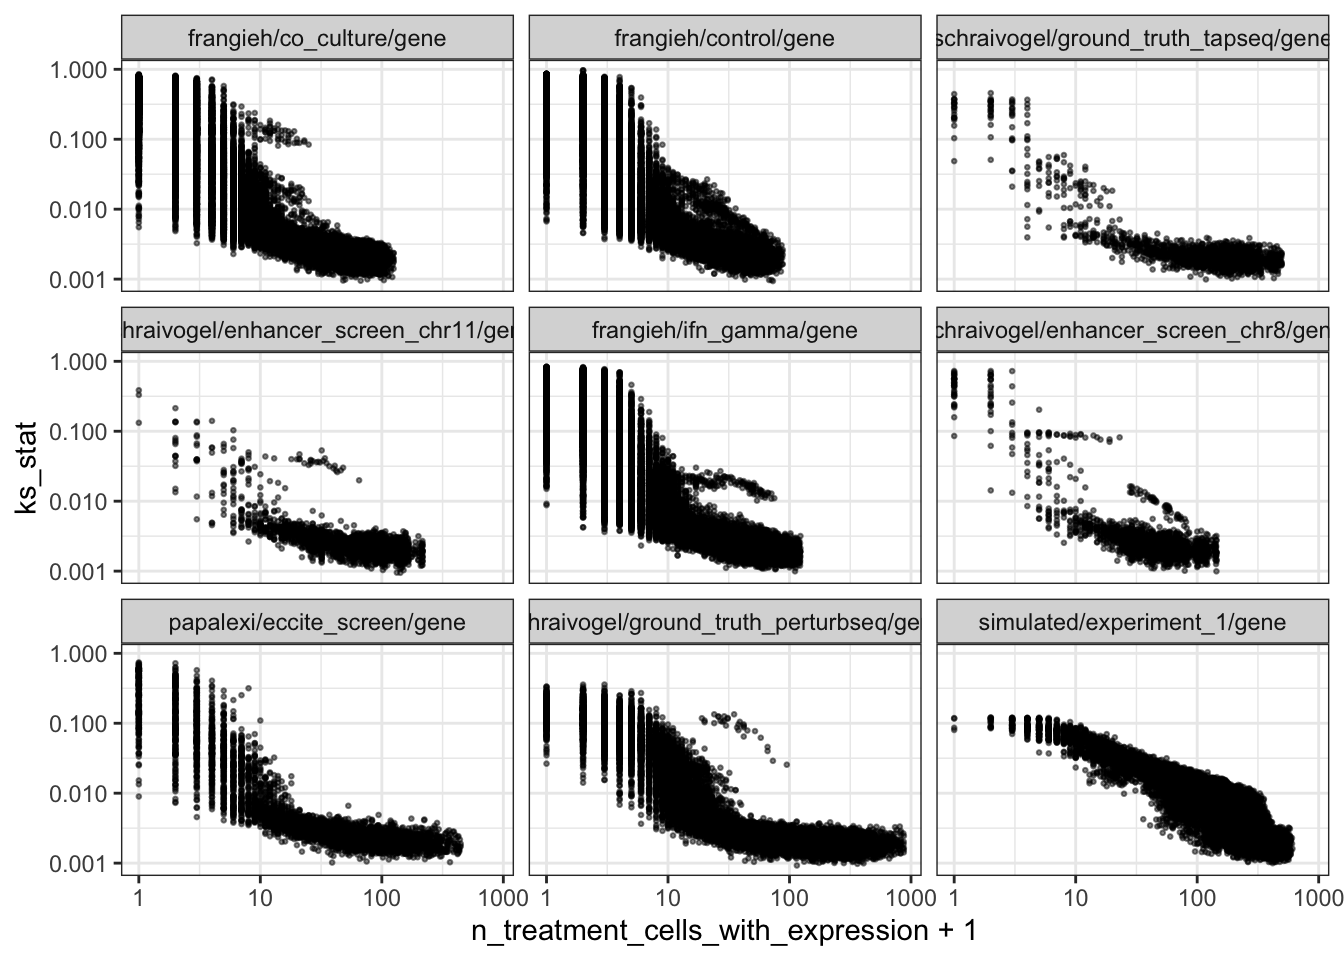 frangieh/co_culture/gene
frangieh/control/gene
schraivogel/ground_truth_tapseq/gene
1.000
0.100
0.010
0.001
hraivogel/enhancer_screen_chr11/ger
frangieh/ifn_gamma/gene
chraivogel/enhancer_screen_chr8/gen
1.000
0.100
0.010
0.001
ks_stat
papalexi/eccite_screen/gene
hraivogel/ground_truth_perturbseq/ge
simulated/experiment_1/gene
1.000
0.100
0.010
0.001
1 10 100 1000 1 10 100 1000 1 10 100 1000
n_treatment_cells_with_expression + 1